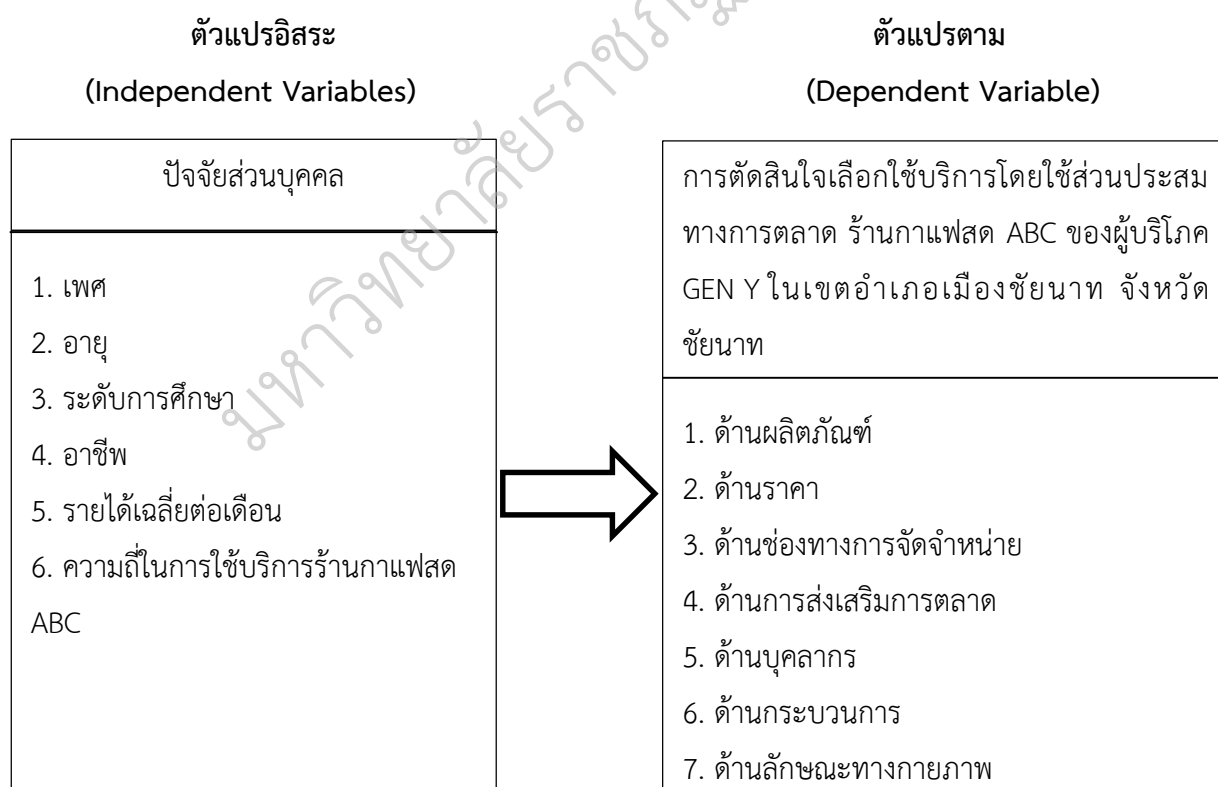 ตัวแปรอิสระ
(Independent Variables)
ปัจจัยส่วนบุคคล
1. เพศ
2. อายุ
3. ระดับการศึกษา
4. อาชีพ
5. รายได้เฉลี่ยต่อเดือน
6. ความถี่ในการใช้บริการร้านกาแฟสด
ABC
ตัวแปรตาม
(Dependent Variable)
การตัดสินใจเลือกใช้บริการโดยใช้ส่วนประสม
ทางการตลาด ร้านกาแฟสด ABC ของผู้บริโภค
GEN Y ในเขตอำเภอเมืองชัยนาท จังหวัด
ชัยนาท
1. ด้านผลิตภัณฑ์
2. ด้านราคา
3. ด้านช่องทางการจัดจำหน่าย
4. ด้านการส่งเสริมการตลาด
5. ด้านบุคลากร
6. ด้านกระบวนการ
7. ด้านลักษณะทางกายภาพ
มหาวิทยาลัยราชภัฏ